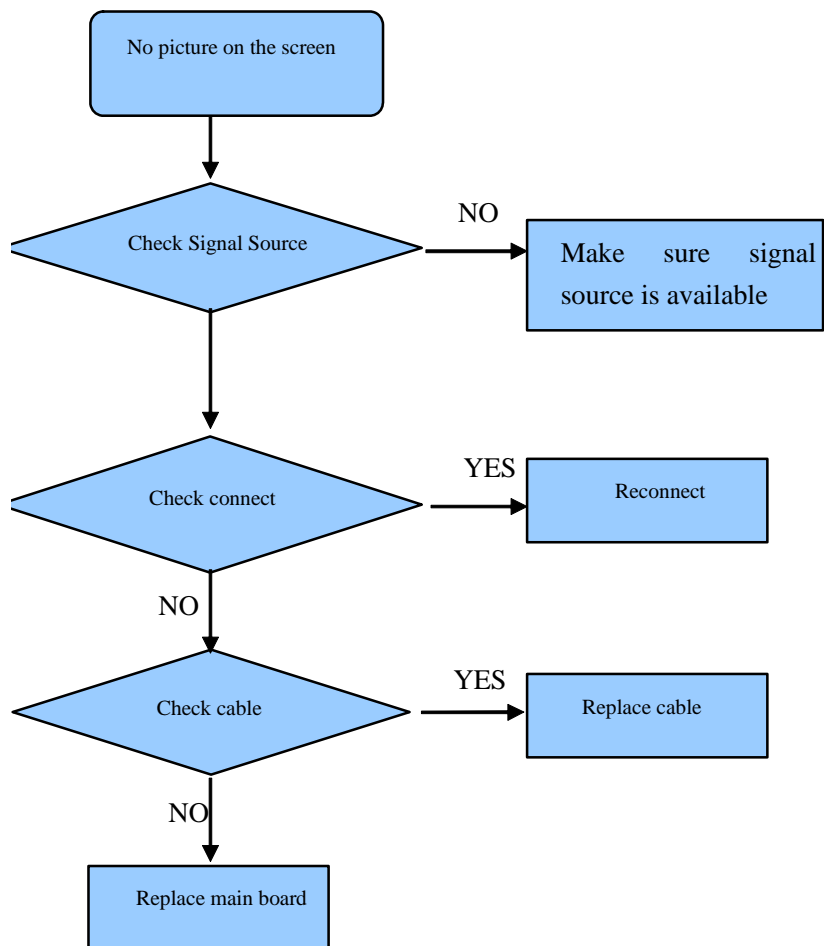 No picture on the screen
NO
Check Signal Source
Make sure signal
source is available
YES
Check connect
Reconnect
NO
YES
Check cable
Replace cable
NO
Replace main board